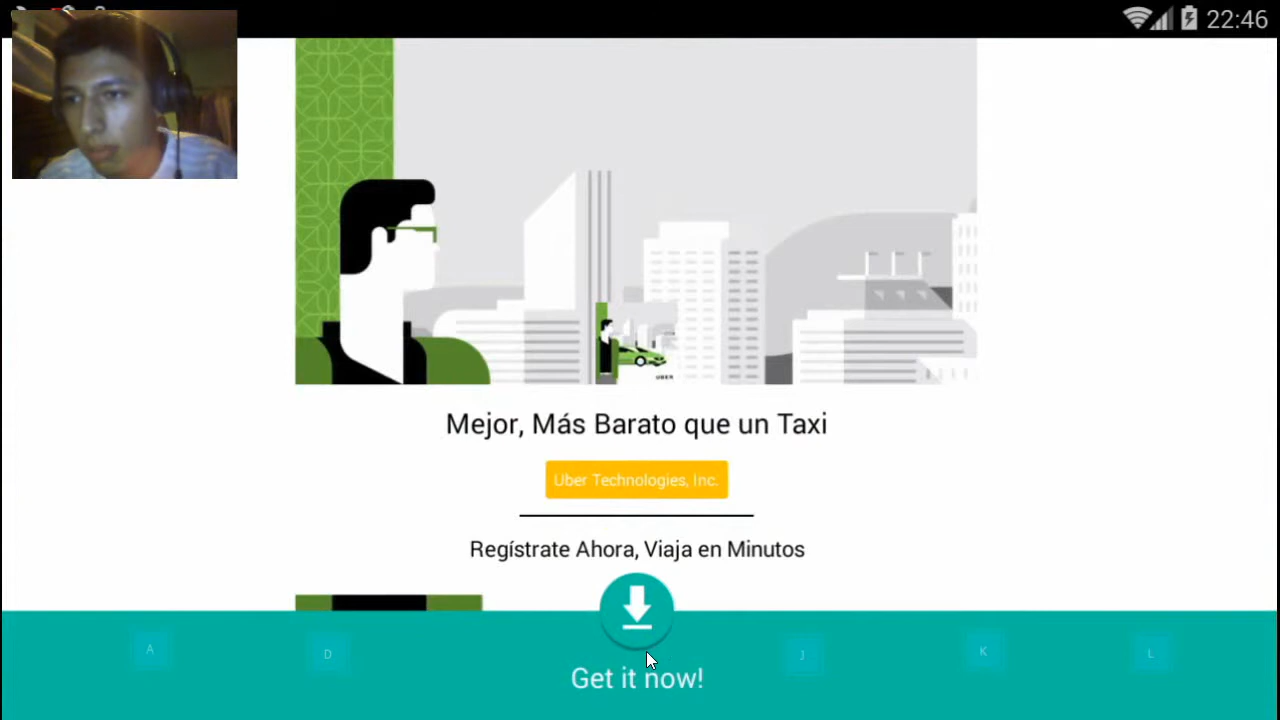 22:46
UBER
Mejor, Más Barato que un Taxi
Uber Technologies, Inc.
Regístrate Ahora, Viaja en Minutos
A D J K L
Get it now!